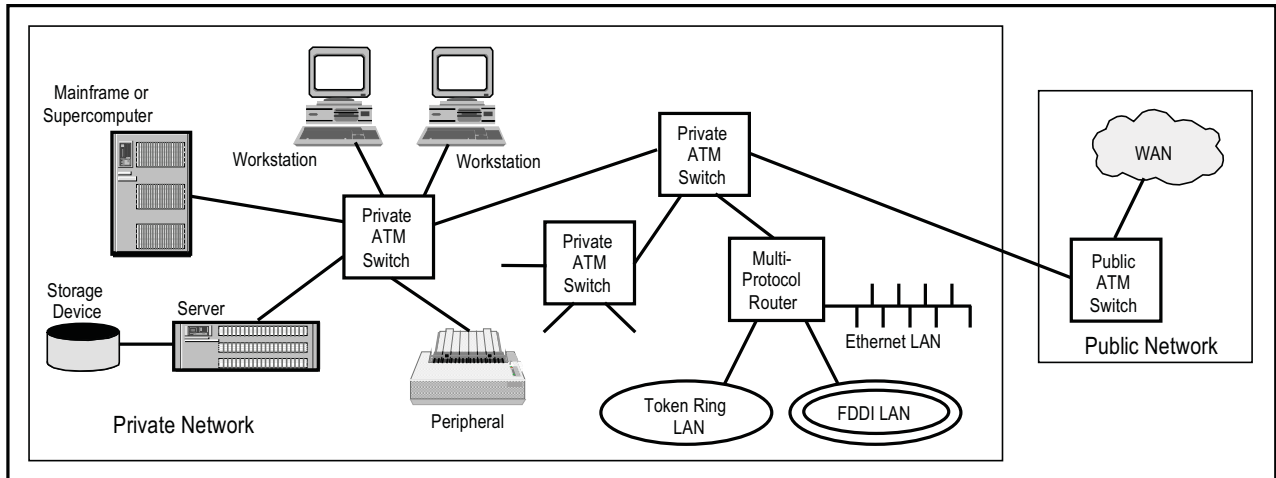 Mainframe or
Supercomputer
Workstation
Workstation
Private
ATM
Switch
Private
ATM
Switch
Private
ATM
Switch
Multi-
Protocol
Router
WAN
Public
ATM
Switch
Public Network
Storage
Device
Server
Peripheral
Ethernet LAN
Token Ring
LAN
FDDI LAN
Private Network